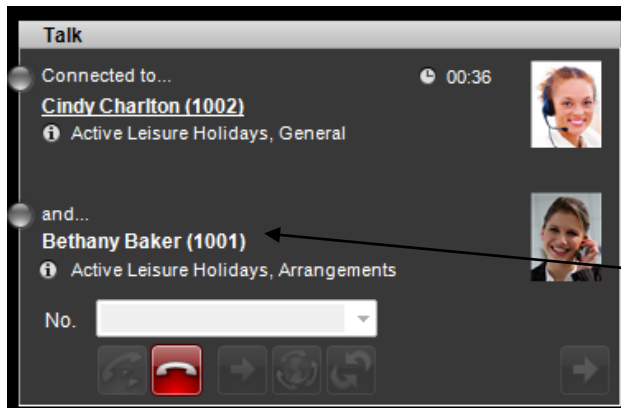 Talk
Connected to... 00:36
Cindy Charlton (1002)
Active Leisure Holidays, General
and...
Bethany Baker (1001)
Active Leisure Holidays, Arrangements
No.